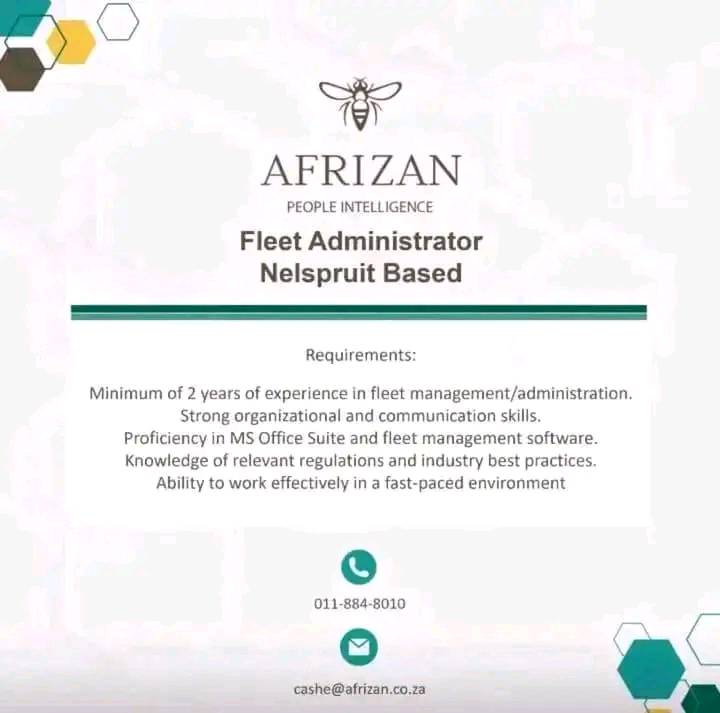 AFRIZAN
PEOPLE INTELLIGENCE
Fleet Administrator
Nelspruit Based
Requirements:
Minimum of 2 years of experience in fleet management/administration.
Strong organizational and communication skills.
Proficiency in MS Office Suite and fleet management software.
Knowledge of relevant regulations and industry best practices.
Ability to work effectively in a fast-paced environment
011-884-8010
cashe@afrizan.co.za